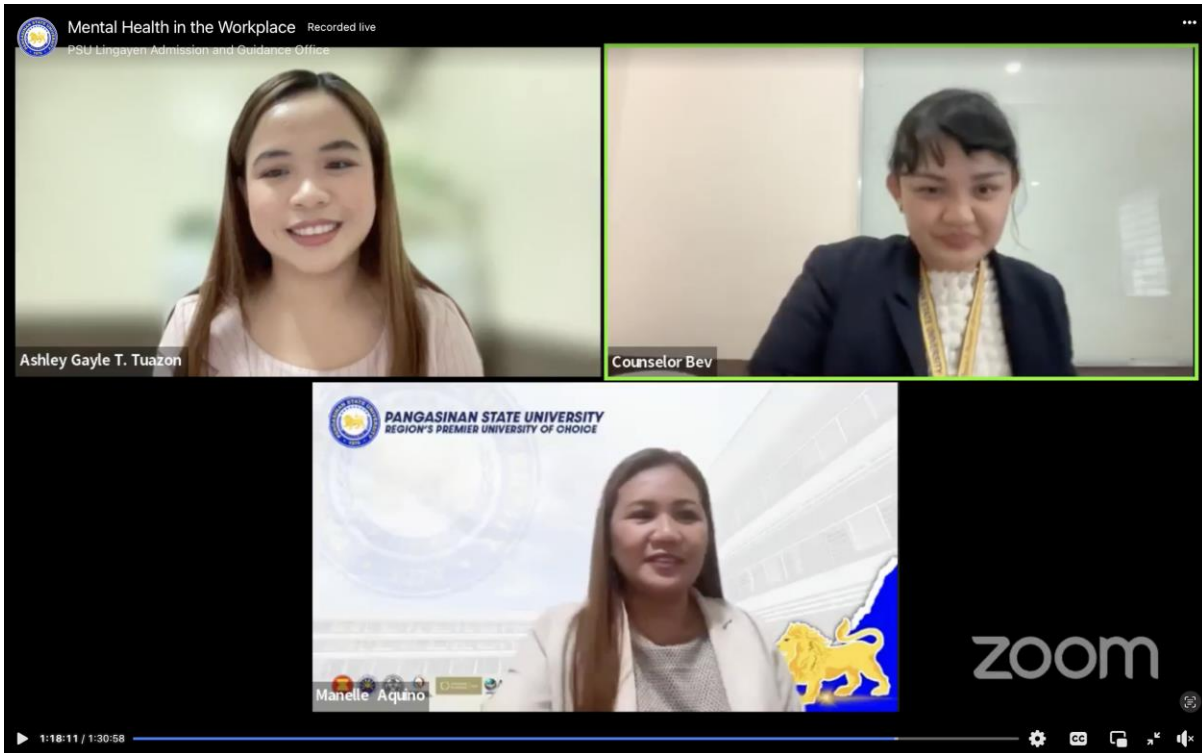 Mental Health in the Workplace Recorded live
PSU Lingayen Admission and Guidance Office
Ashley Gayle T. Tuazon
Counselor Bev
PANGASINAN STATE UNIVERSITY
REGION'S PREMIER UNIVERSITY OF CHOICE
Manelle Aquino
zoom
1:18:11 / 1:30:58
CC